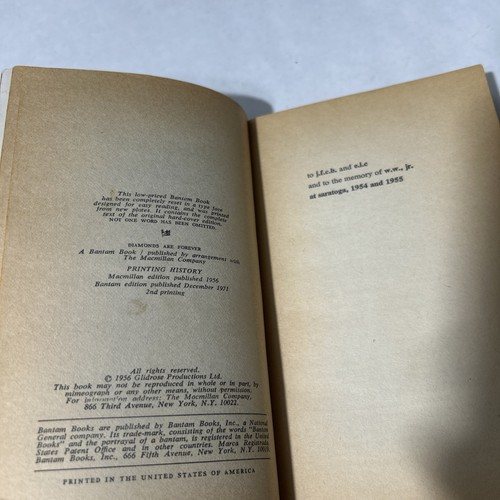 This low-priced Bantam Book
has been completely reset in a type face
designed for easy reading, and was printed
from new plates. It contains the complete
text of the original hard-cover edition.
NOT ONE WORD HAS BEEN OMITTED.
DIAMONDS ARE FOREVER
A Bantam Book / published by arrangement with
The Macmillan Company
PRINTING HISTORY
Macmillan edition published 1956
Bantam edition published December 1971
2nd printing
All rights reserved.
© 1956 Glidrose Productions Ltd.
This book may not be reproduced in whole or in part, by
mimeograph or any other means, without permission.
For information address: The Macmillan Company,
866 Third Avenue, New York, N.Y. 10022.
Bantam Books are published by Bantam Books, Inc., a National
General company. Its trade-mark, consisting of the words "Bantam
Books" and the portrayal of a bantam, is registered in the United
States Patent Office and in other countries. Marca Registrada.
Bantam Books, Inc., 666 Fifth Avenue, New York, N.Y. 10019.
PRINTED IN THE UNITED STATES OF AMERICA
to j.f.c.b. and e.l.c
and to the memory of w.w., jr.
at saratoga, 1954 and 1955